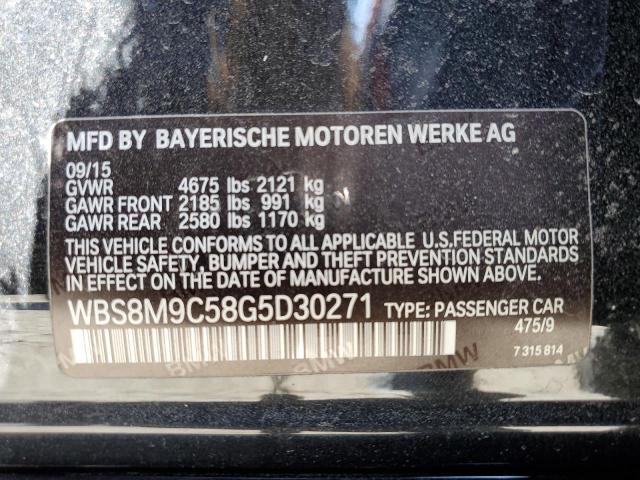 MFD BY BAYERISCHE MOTOREN WERKE AG
09/15
GVWR 4675 lbs 2121 kg
GAWR FRONT 2185 lbs 991 kg
GAWR REAR 2580 lbs 1170 kg
THIS VEHICLE CONFORMS TO ALL APPLICABLE U.S.FEDERAL MOTOR
VEHICLE SAFETY, BUMPER AND THEFT PREVENTION STANDARDS
IN EFFECT ON THE DATE OF MANUFACTURE SHOWN ABOVE.
WBS8M9C58G5D30271 TYPE: PASSENGER CAR
475/9
7 315 814
BMW
BMW